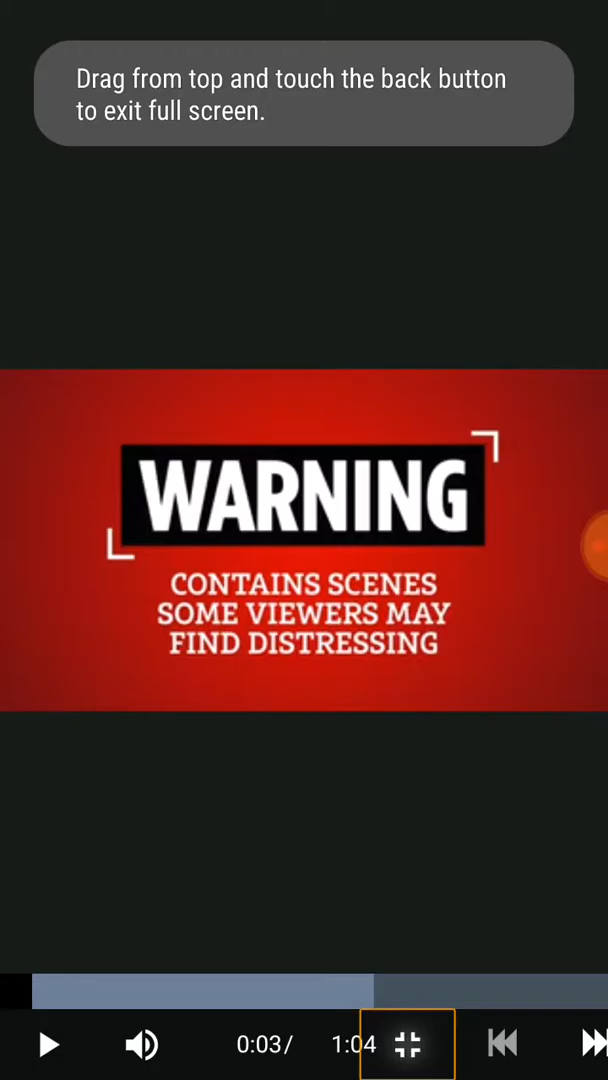 Drag from top and touch the back button
to exit full screen.
WARNING
CONTAINS SCENES
SOME VIEWERS MAY
FIND DISTRESSING
0:03/ 1:04